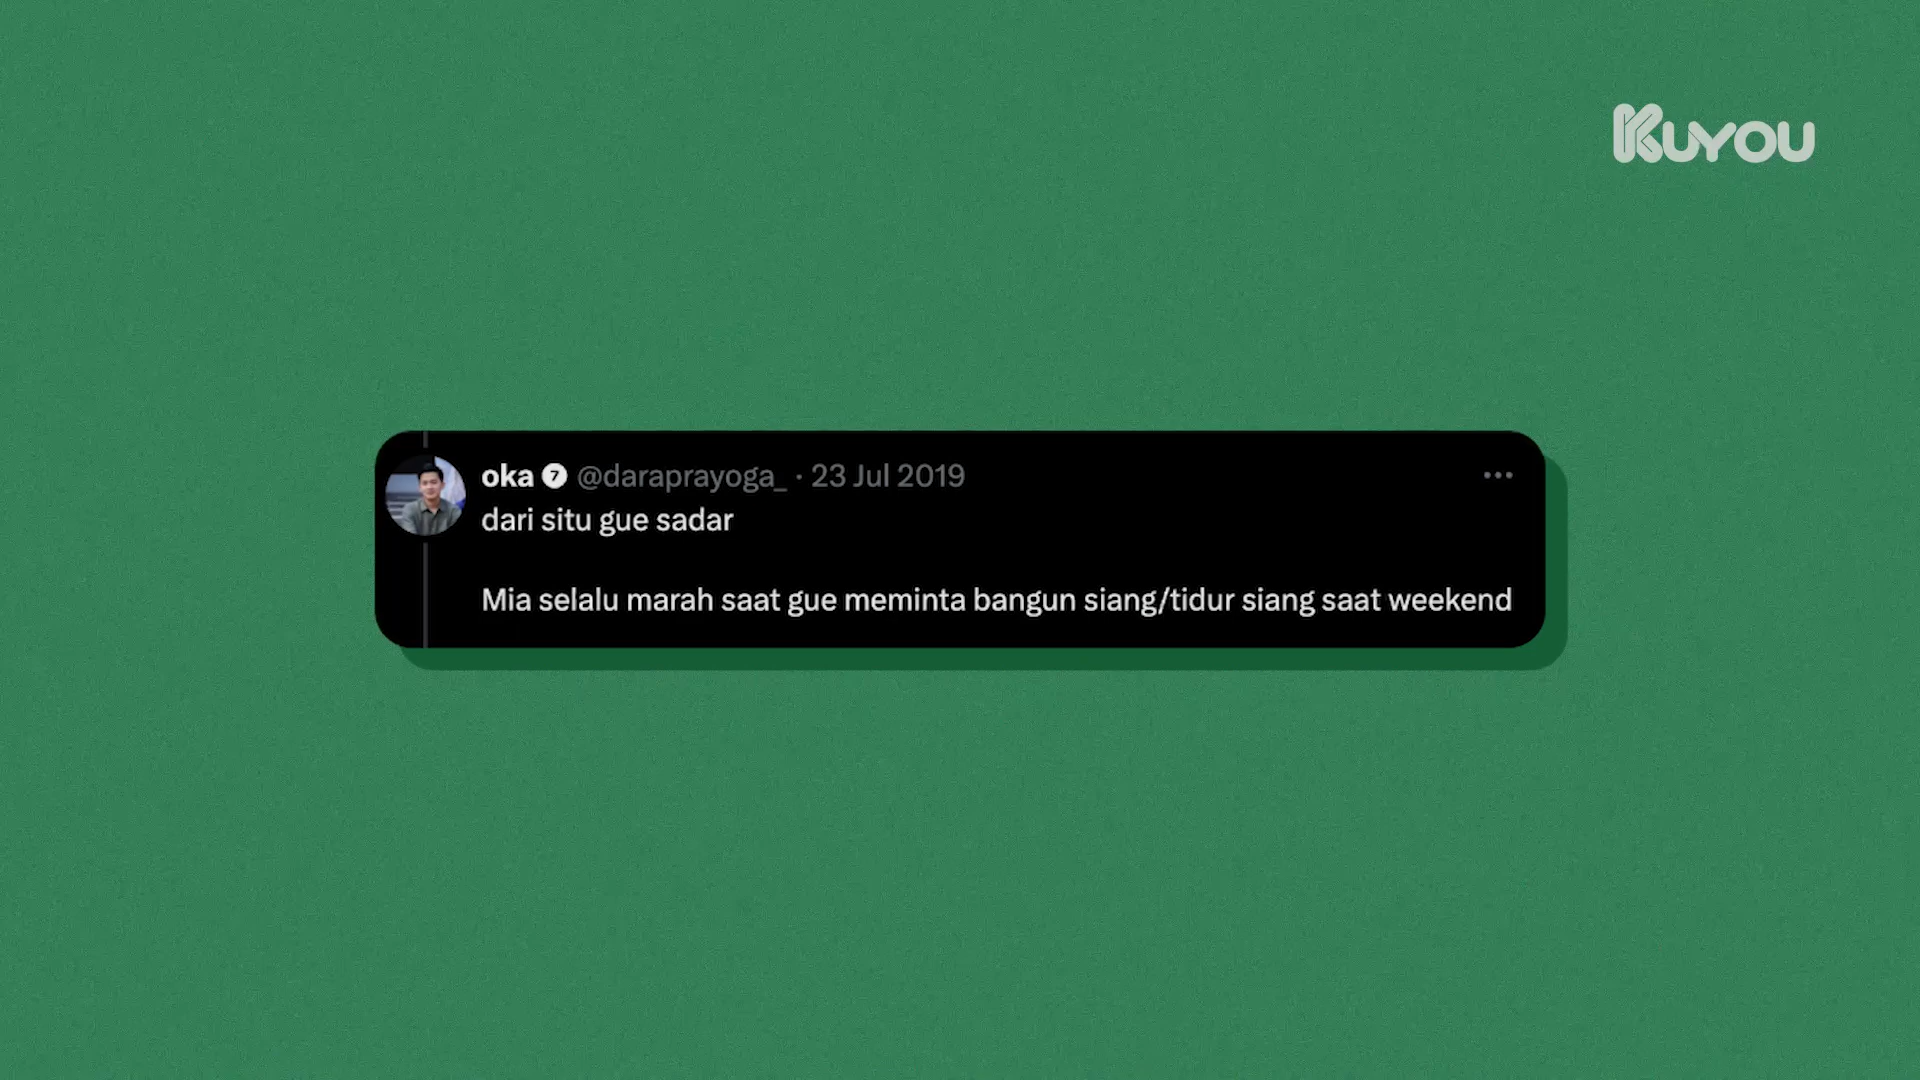 KUYOU
oka 7 @daraprayoga_ · 23 Jul 2019
dari situ gue sadar
Mia selalu marah saat gue meminta bangun siang/tidur siang saat weekend